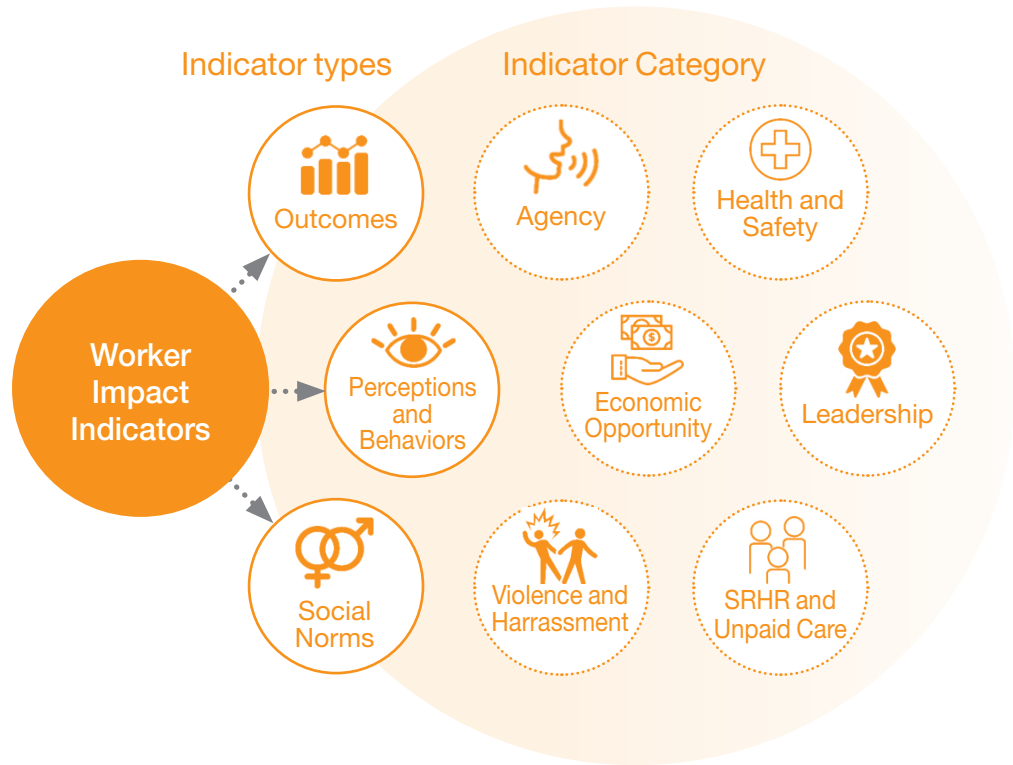 Indicator types
Indicator Category
Outcomes
Agency
Health and
Safety
Worker
Impact
Indicators
Perceptions
and
Behaviors
Economic
Opportunity
Leadership
Social
Norms
Violence and
Harrassment
SRHR and
Unpaid Care